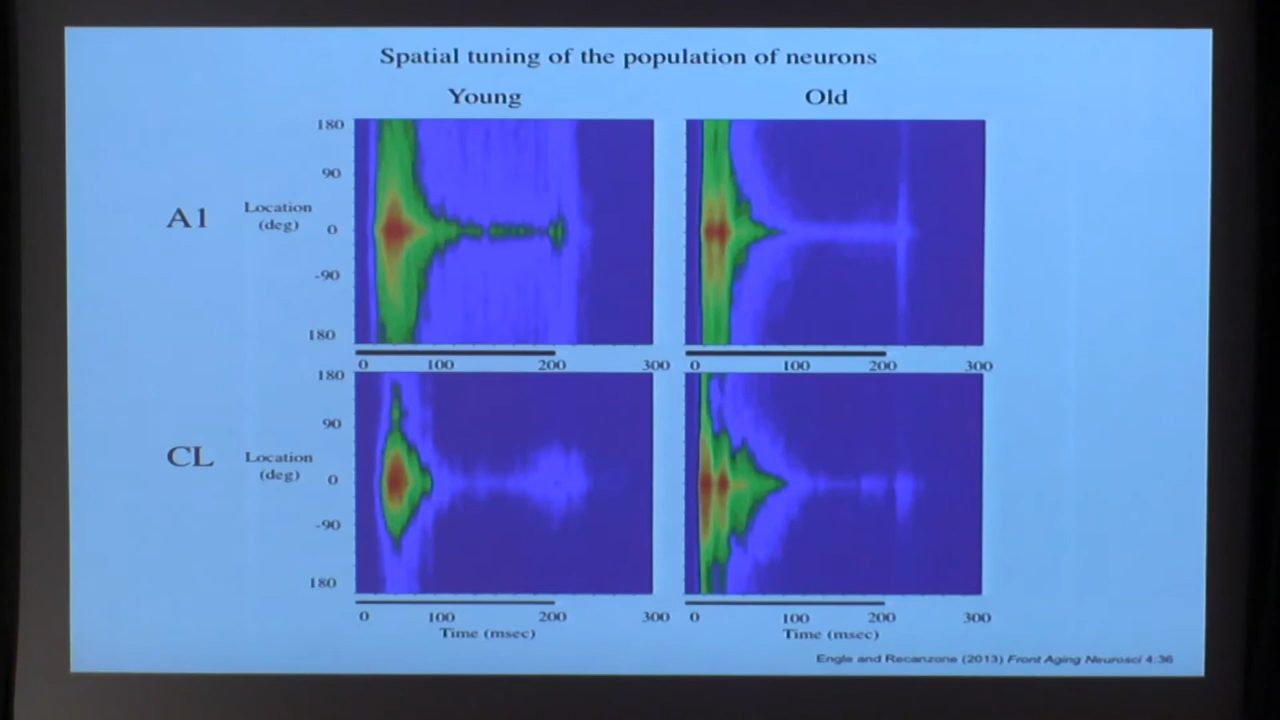 Spatial tuning of the population of neurons
Young
Old
180
90
A1
Location
(deg)
0
-90
180
0 100 200 300
0 100 200 300
180
90
CL
Location
(deg)
0
-90
180
0 100 200 300
Time (msec)
0 100 200 300
Time (msec)
Engle and Recanzone (2013) Front Aging Neurosci 4:36